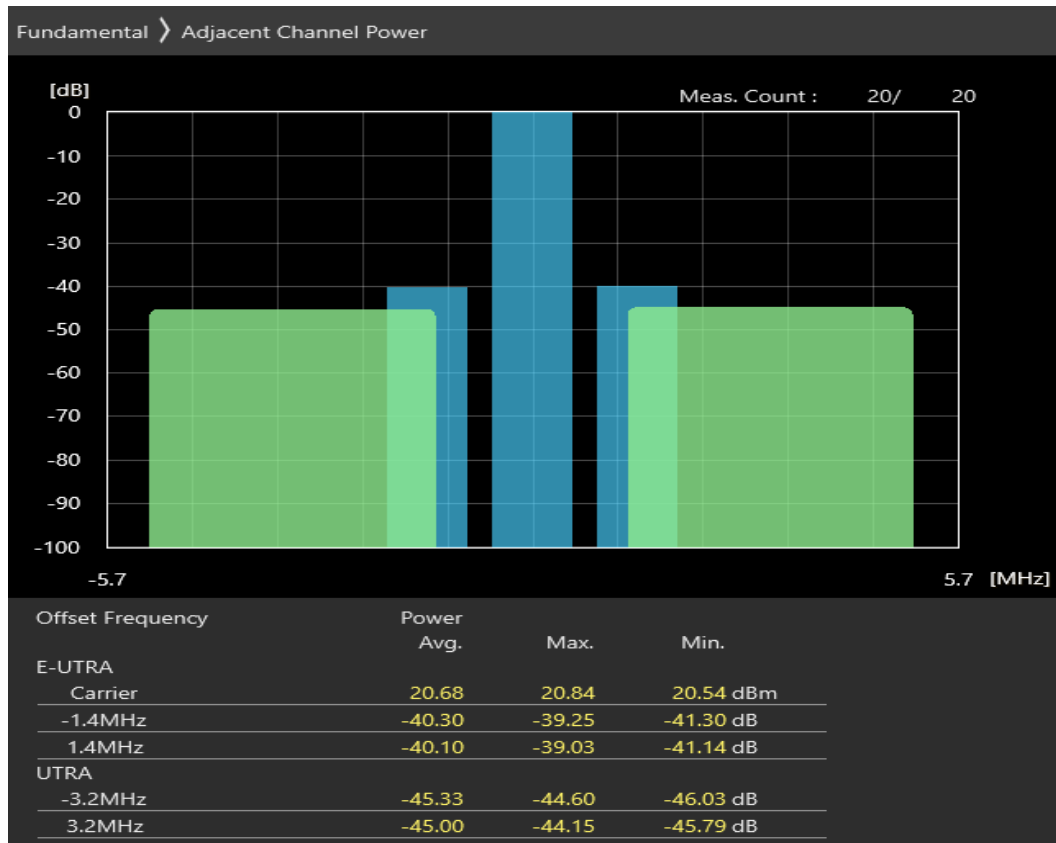 Fundamental 〉 Adjacent Channel Power
[dB]
Meas. Count : 20/ 20
0
-10
-20
-30
-40
-50
-60
-70
-80
-90
-100
-5.7 5.7 [MHz]
Offset Frequency Power
Avg. Max. Min.
E-UTRA
Carrier 20.68 20.84 20.54 dBm
-1.4MHz -40.30 -39.25 -41.30 dB
1.4MHz -40.10 -39.03 -41.14 dB
UTRA
-3.2MHz -45.33 -44.60 -46.03 dB
3.2MHz -45.00 -44.15 -45.79 dB